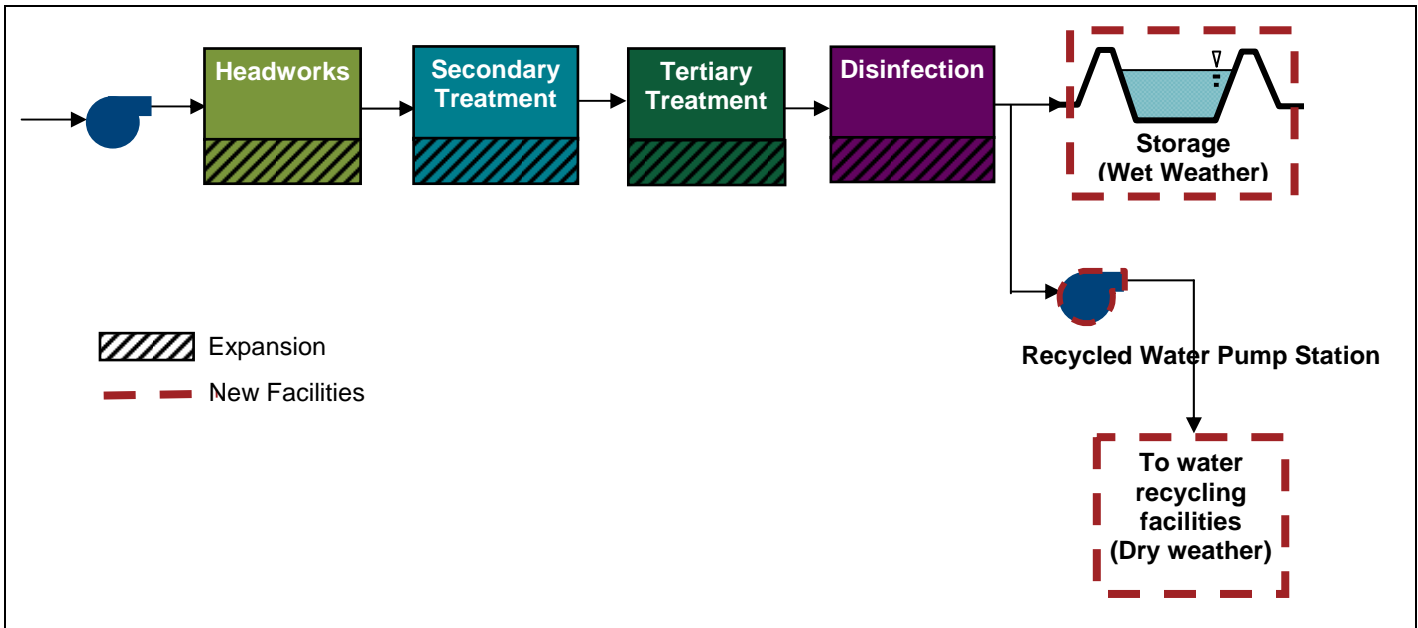 Headworks
Secondary
Treatment
Tertiary
Treatment
Disinfection
Storage
(Wet Weather)
Recycled Water Pump Station
Expansion
New Facilities
To water
recycling
facilities
(Dry weather)